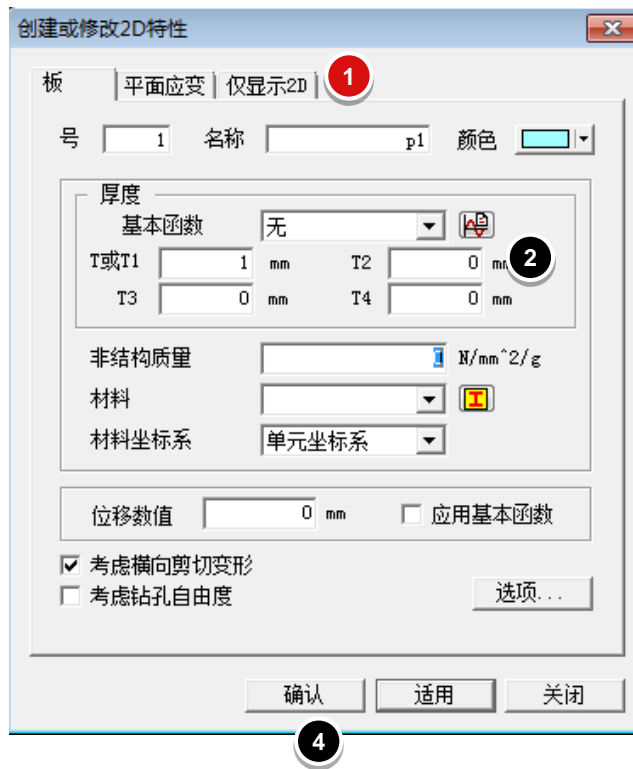 创建或修改2D特性
板 平面应变 仅显示2D 1
号 1 名称 p1 颜色
厚度
基本函数 无
T或T1 1 mm T2 0 mm 2
T3 0 mm T4 0 mm
非结构质量 N/mm^2/g
材料
材料坐标系 单元坐标系
位移数值 0 mm 应用基本函数
考虑横向剪切变形
考虑钻孔自由度 选项...
确认 适用 关闭
4